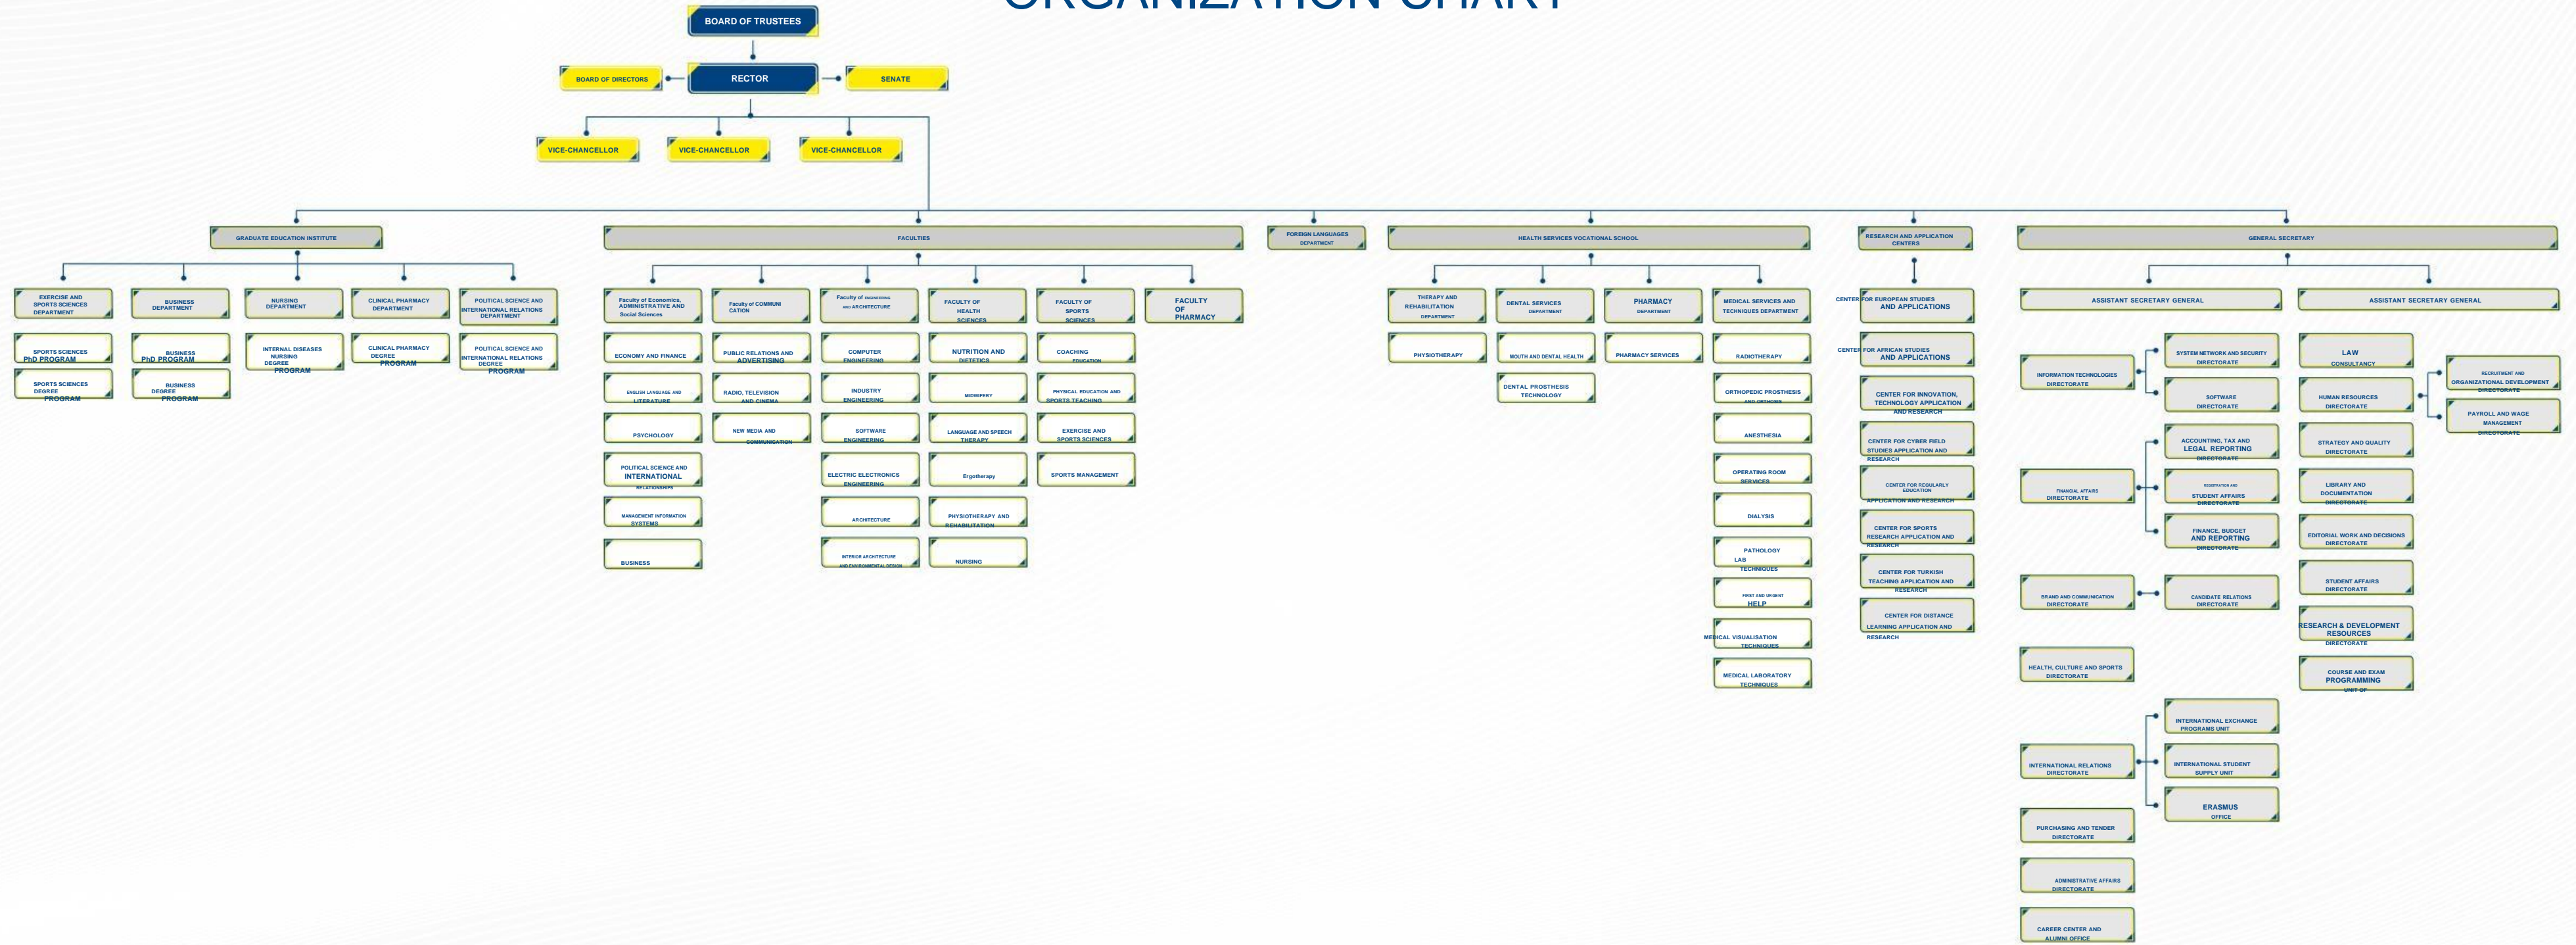 ORGANIZATION CHART
BOARD OF TRUSTEES
BOARD OF DIRECTORS
RECTOR
SENATE
VICE-CHANCELLOR
VICE-CHANCELLOR
VICE-CHANCELLOR
GRADUATE EDUCATION INSTITUTE
FACULTIES
FOREIGN LANGUAGES
DEPARTMENT
HEALTH SERVICES VOCATIONAL SCHOOL
RESEARCH AND APPLICATION
CENTERS
GENERAL SECRETARY
EXERCISE AND
SPORTS SCIENCES
DEPARTMENT
SPORTS SCIENCES
PhD PROGRAM
SPORTS SCIENCES
DEGREE
PROGRAM
BUSINESS
DEPARTMENT
BUSINESS
PhD PROGRAM
BUSINESS
DEGREE
PROGRAM
NURSING
DEPARTMENT
INTERNAL DISEASES
NURSING
DEGREE
PROGRAM
CLINICAL PHARMACY
DEPARTMENT
CLINICAL PHARMACY
DEGREE
PROGRAM
POLITICAL SCIENCE AND
INTERNATIONAL RELATIONS
DEPARTMENT
POLITICAL SCIENCE AND
INTERNATIONAL RELATIONS
DEGREE
PROGRAM
Faculty of Economics,
ADMINISTRATIVE AND
Social Sciences
ECONOMY AND FINANCE
ENGLISH LANGUAGE AND
LITERATURE
PSYCHOLOGY
POLITICAL SCIENCE AND
INTERNATIONAL
RELATIONSHIPS
MANAGEMENT INFORMATION
SYSTEMS
BUSINESS
Faculty of COMMUNI
CATION
PUBLIC RELATIONS AND
ADVERTISING
RADIO, TELEVISION
AND CINEMA
NEW MEDIA AND
COMMUNICATION
Faculty of ENGINEERING
AND ARCHITECTURE
COMPUTER
ENGINEERING
INDUSTRY
ENGINEERING
SOFTWARE
ENGINEERING
ELECTRIC ELECTRONICS
ENGINEERING
ARCHITECTURE
INTERIOR ARCHITECTURE
AND ENVIRONMENTAL DESIGN
FACULTY OF
HEALTH
SCIENCES
NUTRITION AND
DIETETICS
MIDWIFERY
LANGUAGE AND SPEECH
THERAPY
Ergotherapy
PHYSIOTHERAPY AND
REHABILITATION
NURSING
FACULTY OF
SPORTS
SCIENCES
COACHING
EDUCATION
PHYSICAL EDUCATION AND
SPORTS TEACHING
EXERCISE AND
SPORTS SCIENCES
SPORTS MANAGEMENT
FACULTY
OF
PHARMACY
THERAPY AND
REHABILITATION
DEPARTMENT
PHYSIOTHERAPY
DENTAL SERVICES
DEPARTMENT
MOUTH AND DENTAL HEALTH
DENTAL PROSTHESIS
TECHNOLOGY
PHARMACY
DEPARTMENT
PHARMACY SERVICES
MEDICAL SERVICES AND
TECHNIQUES DEPARTMENT
RADIOTHERAPY
ORTHOPEDIC PROSTHESIS
AND ORTHOSIS
ANESTHESIA
OPERATING ROOM
SERVICES
DIALYSIS
PATHOLOGY
LAB
TECHNIQUES
FIRST AND URGENT
HELP
MEDICAL VISUALISATION
TECHNIQUES
MEDICAL LABORATORY
TECHNIQUES
CENTER FOR EUROPEAN STUDIES
AND APPLICATIONS
CENTER FOR AFRICAN STUDIES
AND APPLICATIONS
CENTER FOR INNOVATION,
TECHNOLOGY APPLICATION
AND RESEARCH
CENTER FOR CYBER FIELD
STUDIES APPLICATION AND
RESEARCH
CENTER FOR REGULARLY
EDUCATION
APPLICATION AND RESEARCH
CENTER FOR SPORTS
RESEARCH APPLICATION AND
RESEARCH
CENTER FOR TURKISH
TEACHING APPLICATION AND
RESEARCH
CENTER FOR DISTANCE
LEARNING APPLICATION AND
RESEARCH
ASSISTANT SECRETARY GENERAL
INFORMATION TECHNOLOGIES
DIRECTORATE
SYSTEM NETWORK AND SECURITY
DIRECTORATE
SOFTWARE
DIRECTORATE
FINANCIAL AFFAIRS
DIRECTORATE
ACCOUNTING, TAX AND
LEGAL REPORTING
DIRECTORATE
REGISTRATION AND
STUDENT AFFAIRS
DIRECTORATE
FINANCE, BUDGET
AND REPORTING
DIRECTORATE
BRAND AND COMMUNICATION
DIRECTORATE
CANDIDATE RELATIONS
DIRECTORATE
HEALTH, CULTURE AND SPORTS
DIRECTORATE
INTERNATIONAL RELATIONS
DIRECTORATE
INTERNATIONAL EXCHANGE
PROGRAMS UNIT
INTERNATIONAL STUDENT
SUPPLY UNIT
ERASMUS
OFFICE
PURCHASING AND TENDER
DIRECTORATE
ADMINISTRATIVE AFFAIRS
DIRECTORATE
CAREER CENTER AND
ALUMNI OFFICE
ASSISTANT SECRETARY GENERAL
LAW
CONSULTANCY
HUMAN RESOURCES
DIRECTORATE
RECRUITMENT AND
ORGANIZATIONAL DEVELOPMENT
DIRECTORATE
PAYROLL AND WAGE
MANAGEMENT
DIRECTORATE
STRATEGY AND QUALITY
DIRECTORATE
LIBRARY AND
DOCUMENTATION
DIRECTORATE
EDITORIAL WORK AND DECISIONS
DIRECTORATE
STUDENT AFFAIRS
DIRECTORATE
RESEARCH & DEVELOPMENT
RESOURCES
DIRECTORATE
COURSE AND EXAM
PROGRAMMING
UNIT OF